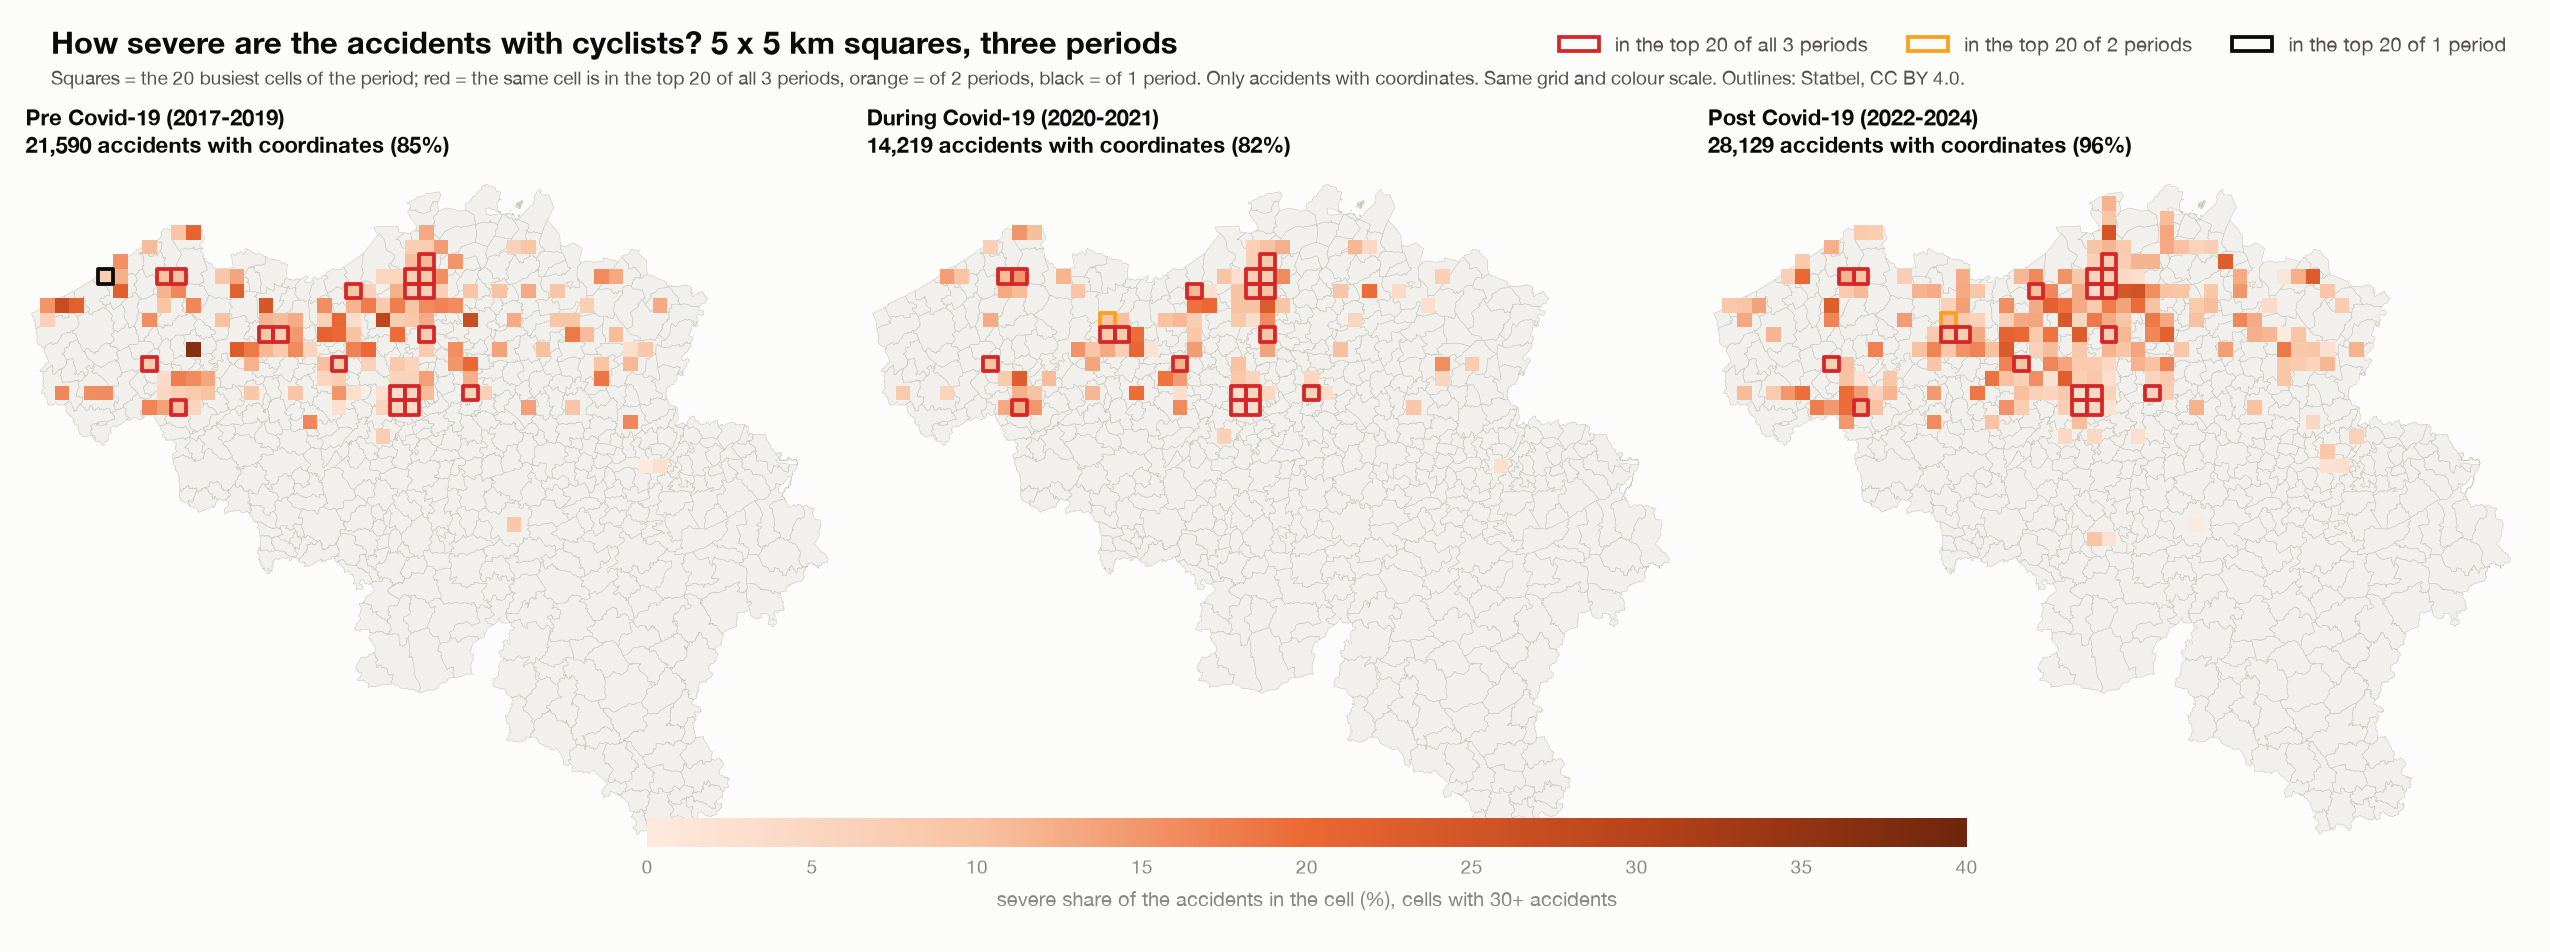 How severe are the accidents with cyclists? 5 x 5 km squares, three periods
in the top 20 of all 3 periods
in the top 20 of 2 periods
in the top 20 of 1 period
Squares = the 20 busiest cells of the period; red = the same cell is in the top 20 of all 3 periods, orange = of 2 periods, black = of 1 period. Only accidents with coordinates. Same grid and colour scale. Outlines: Statbel, CC BY 4.0.
Pre Covid-19 (2017-2019)
21,590 accidents with coordinates (85%)
During Covid-19 (2020-2021)
14,219 accidents with coordinates (82%)
Post Covid-19 (2022-2024)
28,129 accidents with coordinates (96%)
0 5 10 15 20 25 30 35 40
severe share of the accidents in the cell (%), cells with 30+ accidents